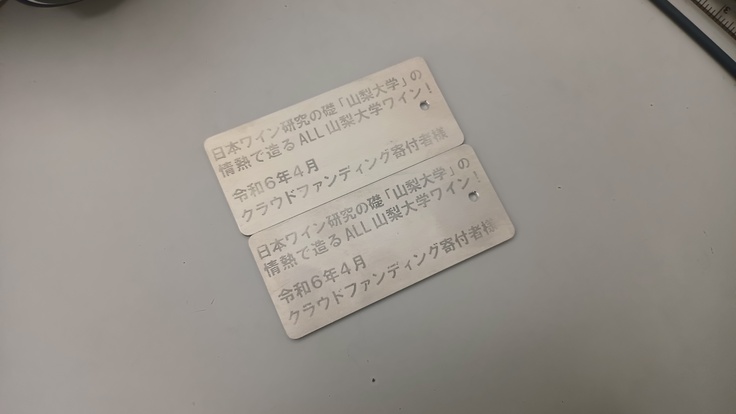 日本ワイン研究の礎「山梨大学」の
情熱で造るALL山梨大学ワイン！
令和6年4月
クラウドファンディング寄付者様
日本ワイン研究の礎「山梨大学」の
情熱で造るALL山梨大学ワイン！
令和6年4月
クラウドファンディング寄付者様